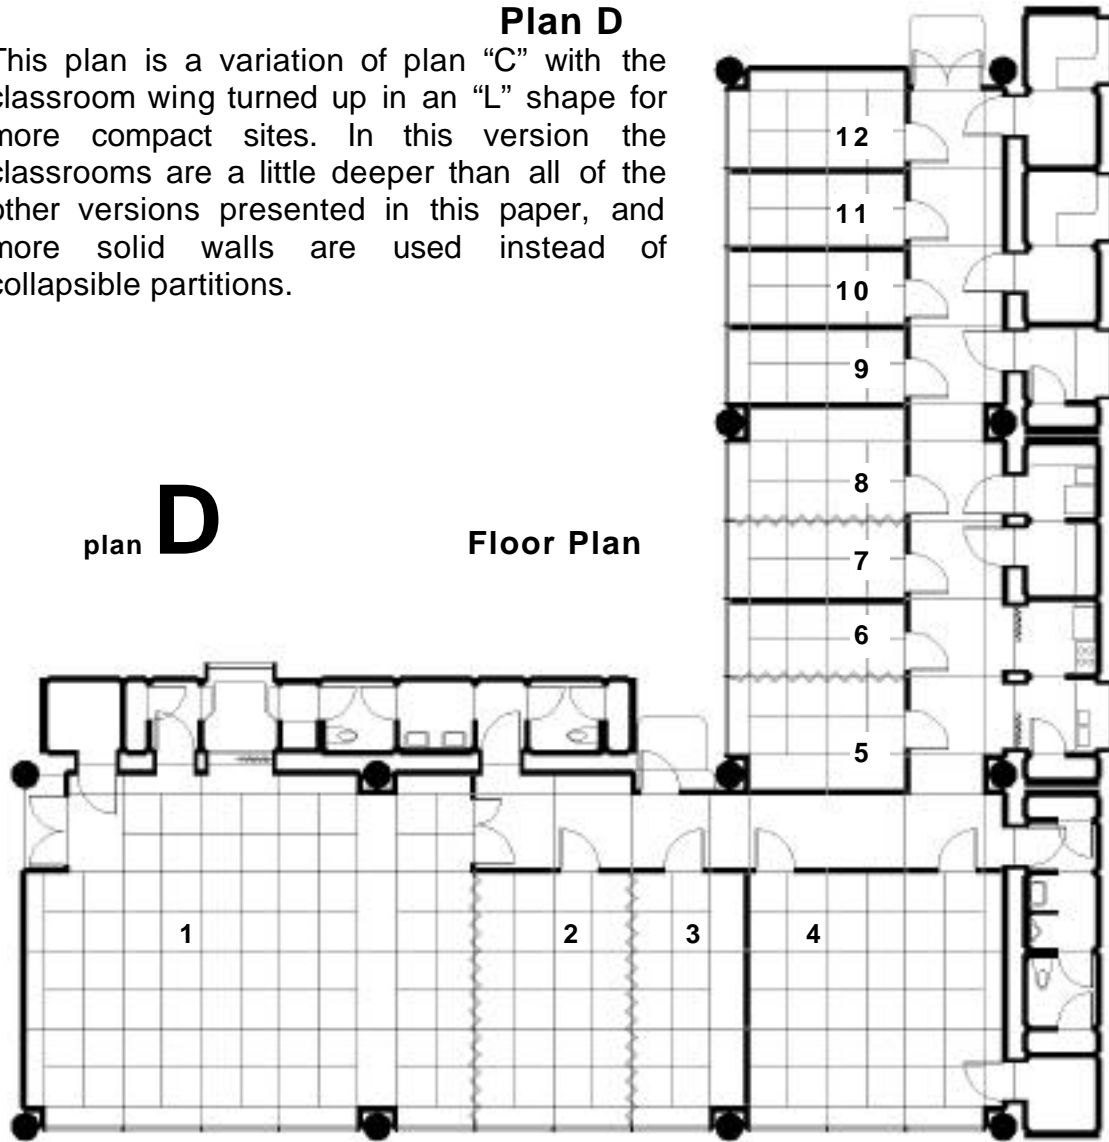 Plan D
This plan is a variation of plan “C” with the
classroom wing turned up in an “L” shape for
more compact sites. In this version the
classrooms are a little deeper than all of the
other versions presented in this paper, and
more solid walls are used instead of
collapsible partitions.
12
11
10
9
8
plan D
Floor Plan
7
6
5
1
2
3
4